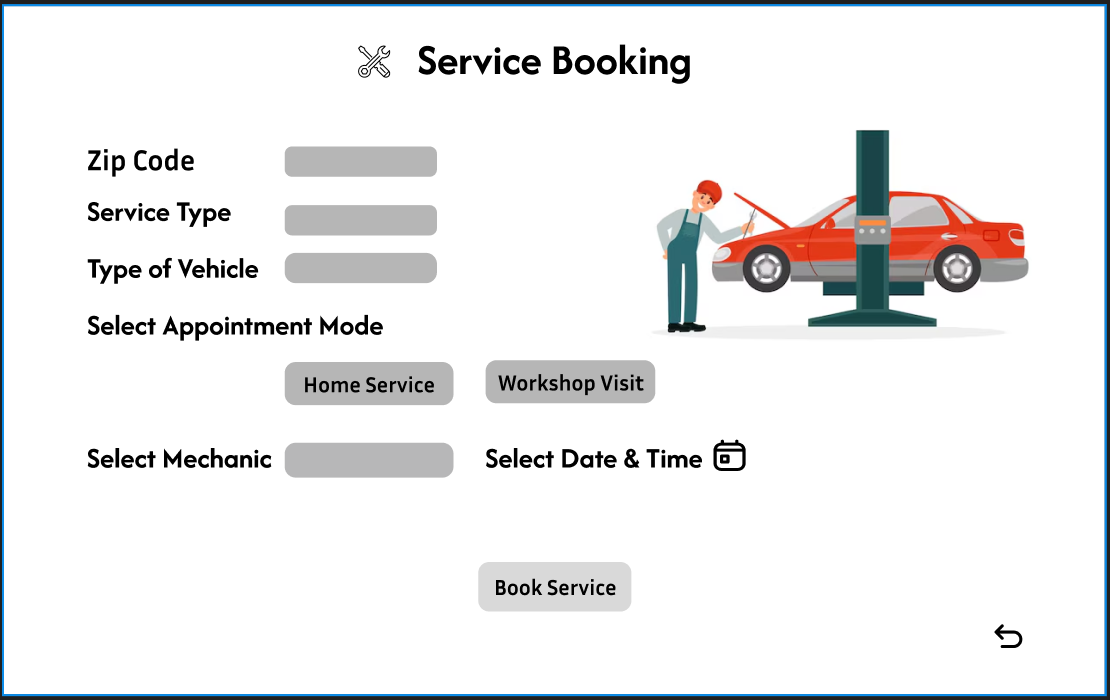 Service Booking
Zip Code
Service Type
Type of Vehicle
Select Appointment Mode
Home Service
Workshop Visit
Select Mechanic
Select Date & Time
Book Service